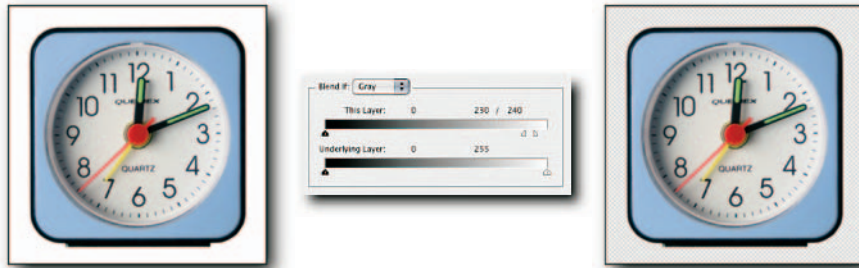 11 12 1
10 2
9 3
8 4
QUARTZ
7 6 5
Blend If: Gray
This Layer: 0 230 / 240
Underlying Layer: 0 255
11 12 1
10 2
9 3
8 4
QUARTZ
7 6 5